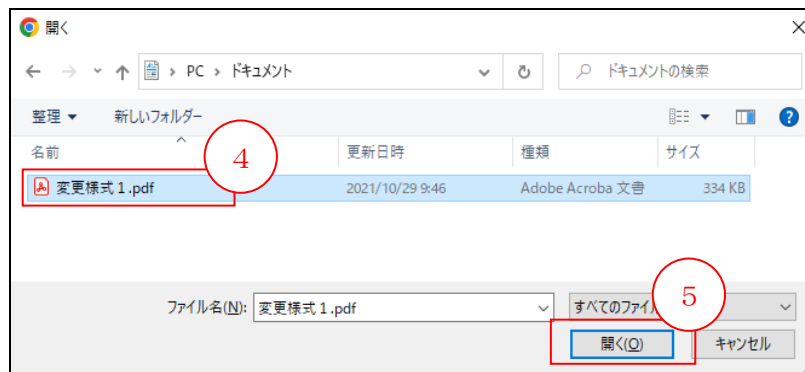 開く
PC › ドキュメント
ドキュメントの検索
整理 新しいフォルダー
名前 更新日時 種類 サイズ
4
変更様式１.pdf 2021/10/29 9:46 Adobe Acroba 文書 334 KB
ファイル名(N): 変更様式１.pdf すべてのファイ
5
開く(O) キャンセル